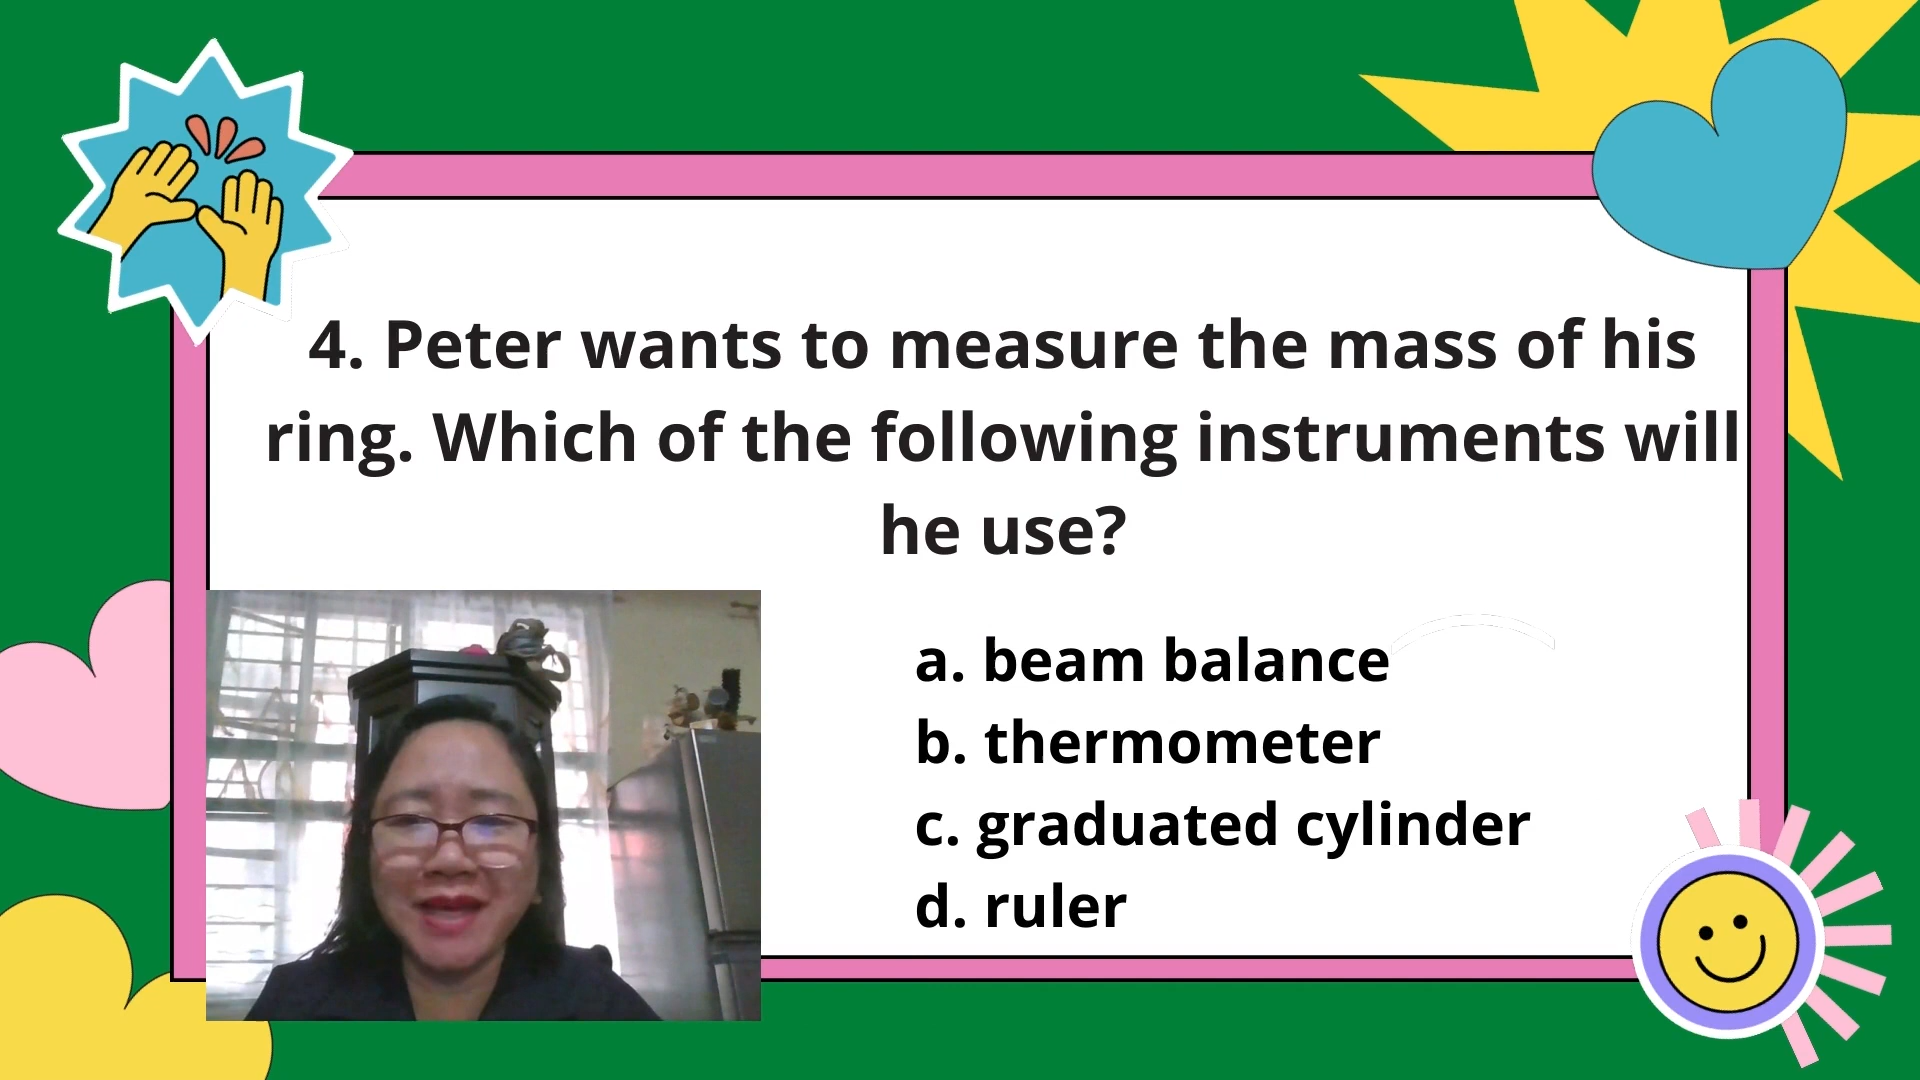 4. Peter wants to measure the mass of his
ring. Which of the following instruments will
he use?
a. beam balance
b. thermometer
c. graduated cylinder
d. ruler